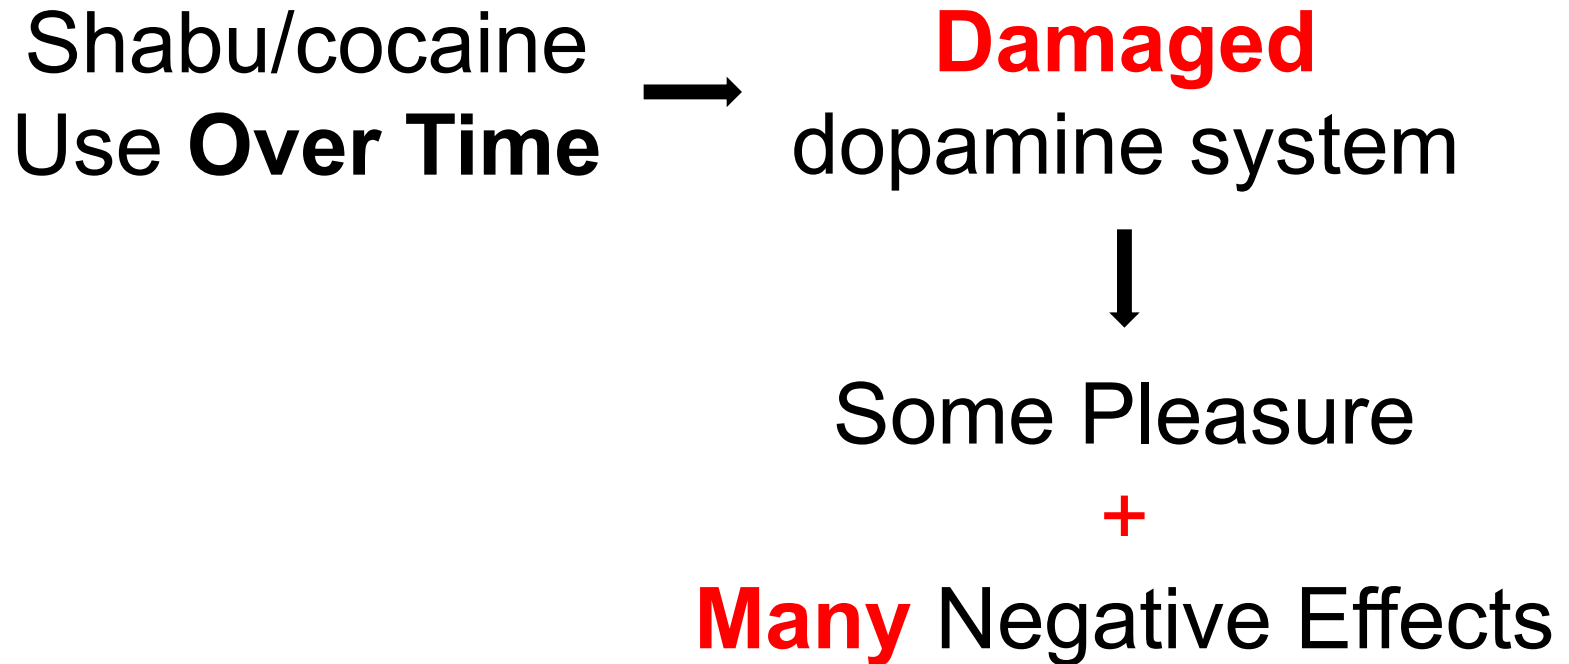 Shabu/cocaine
Use Over Time
Damaged
dopamine system
Some Pleasure
+
Many Negative Effects